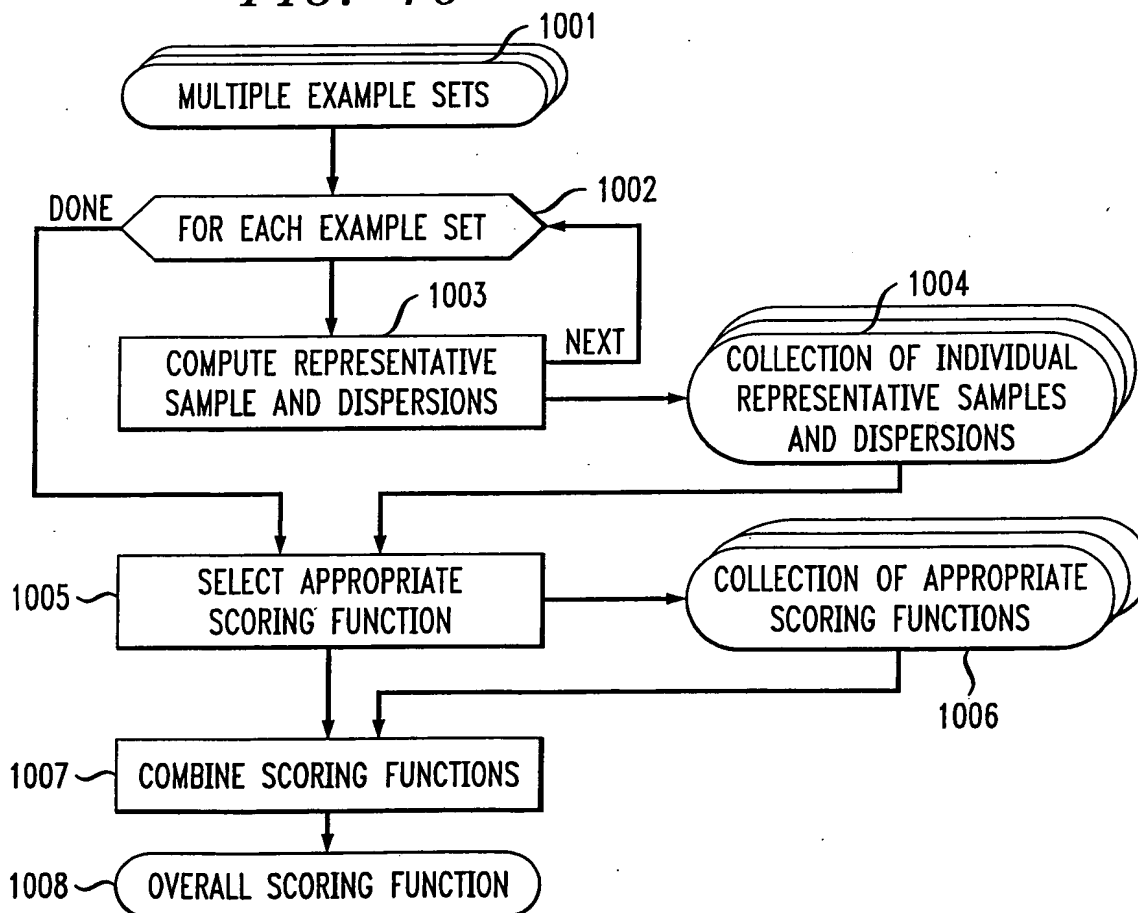 1001
MULTIPLE EXAMPLE SETS
DONE
1002
FOR EACH EXAMPLE SET
1003
1004
COMPUTE REPRESENTATIVE
SAMPLE AND DISPERSIONS
NEXT
COLLECTION OF INDIVIDUAL
REPRESENTATIVE SAMPLES
AND DISPERSIONS
1005
SELECT APPROPRIATE
SCORING FUNCTION
COLLECTION OF APPROPRIATE
SCORING FUNCTIONS
1006
1007
COMBINE SCORING FUNCTIONS
1008
OVERALL SCORING FUNCTION